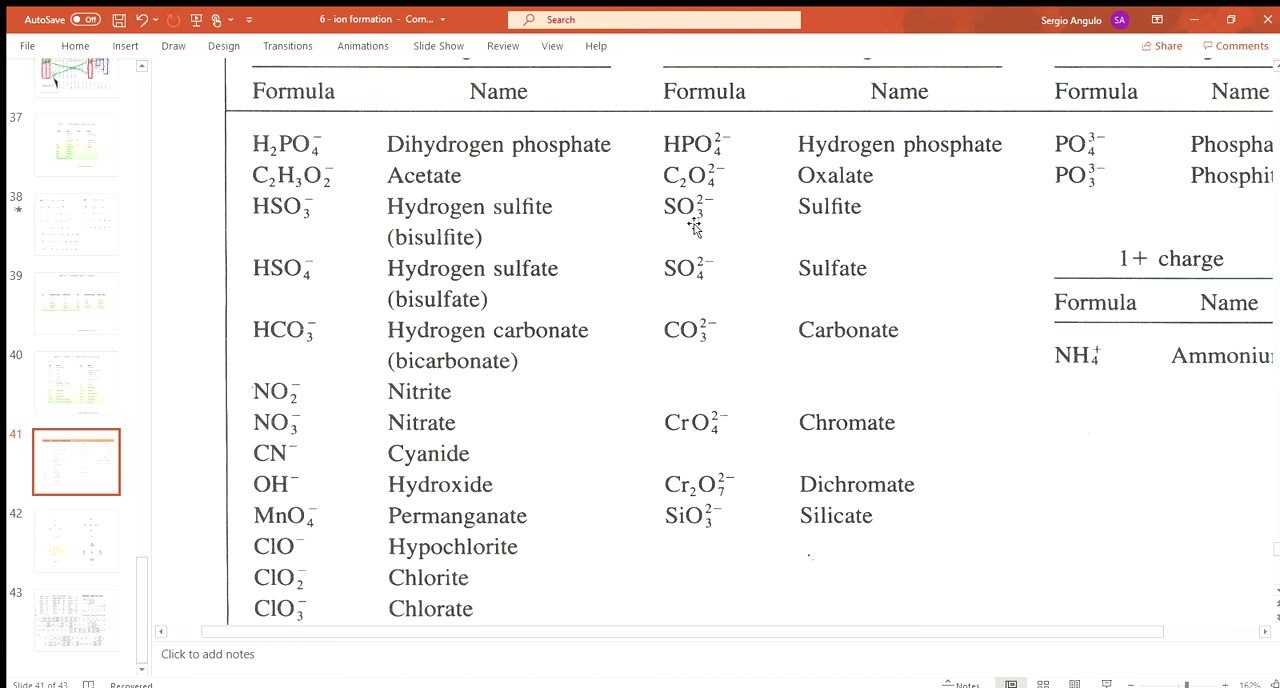 AutoSave Off 6 - ion formation - Com... Search Sergio Angulo SA
File Home Insert Draw Design Transitions Animations Slide Show Review View Help Share Comments
Formula Name Formula Name Formula Name
H₂PO₄⁻ Dihydrogen phosphate HPO₄²⁻ Hydrogen phosphate PO₄³⁻ Phospha
C₂H₃O₂⁻ Acetate C₂O₄²⁻ Oxalate PO₃³⁻ Phosphit
HSO₃⁻ Hydrogen sulfite SO₃²⁻ Sulfite
(bisulfite)
1+ charge
HSO₄⁻ Hydrogen sulfate SO₄²⁻ Sulfate
(bisulfate)
Formula Name
HCO₃⁻ Hydrogen carbonate CO₃²⁻ Carbonate
(bicarbonate)
NH₄⁺ Ammoniu
NO₂⁻ Nitrite
NO₃⁻ Nitrate CrO₄²⁻ Chromate
CN⁻ Cyanide
OH⁻ Hydroxide Cr₂O₇²⁻ Dichromate
MnO₄⁻ Permanganate SiO₃²⁻ Silicate
ClO⁻ Hypochlorite
ClO₂⁻ Chlorite
ClO₃⁻ Chlorate
37
38
39
40
41
42
43
Click to add notes
Slide 41 of 43 Recovered Notes 162%